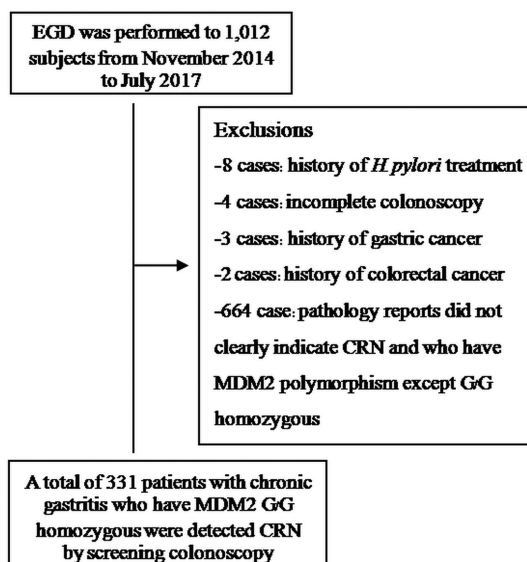 EGD was performed to 1,012
subjects from November 2014
to July 2017
Exclusions
-8 cases: history of H. pylori treatment
-4 cases: incomplete colonoscopy
-3 cases: history of gastric cancer
-2 cases: history of colorectal cancer
-664 case: pathology reports did not
clearly indicate CRN and who have
MDM2 polymorphism except G/G
homozygous
A total of 331 patients with chronic
gastritis who have MDM2 G/G
homozygous were detected CRN
by screening colonoscopy